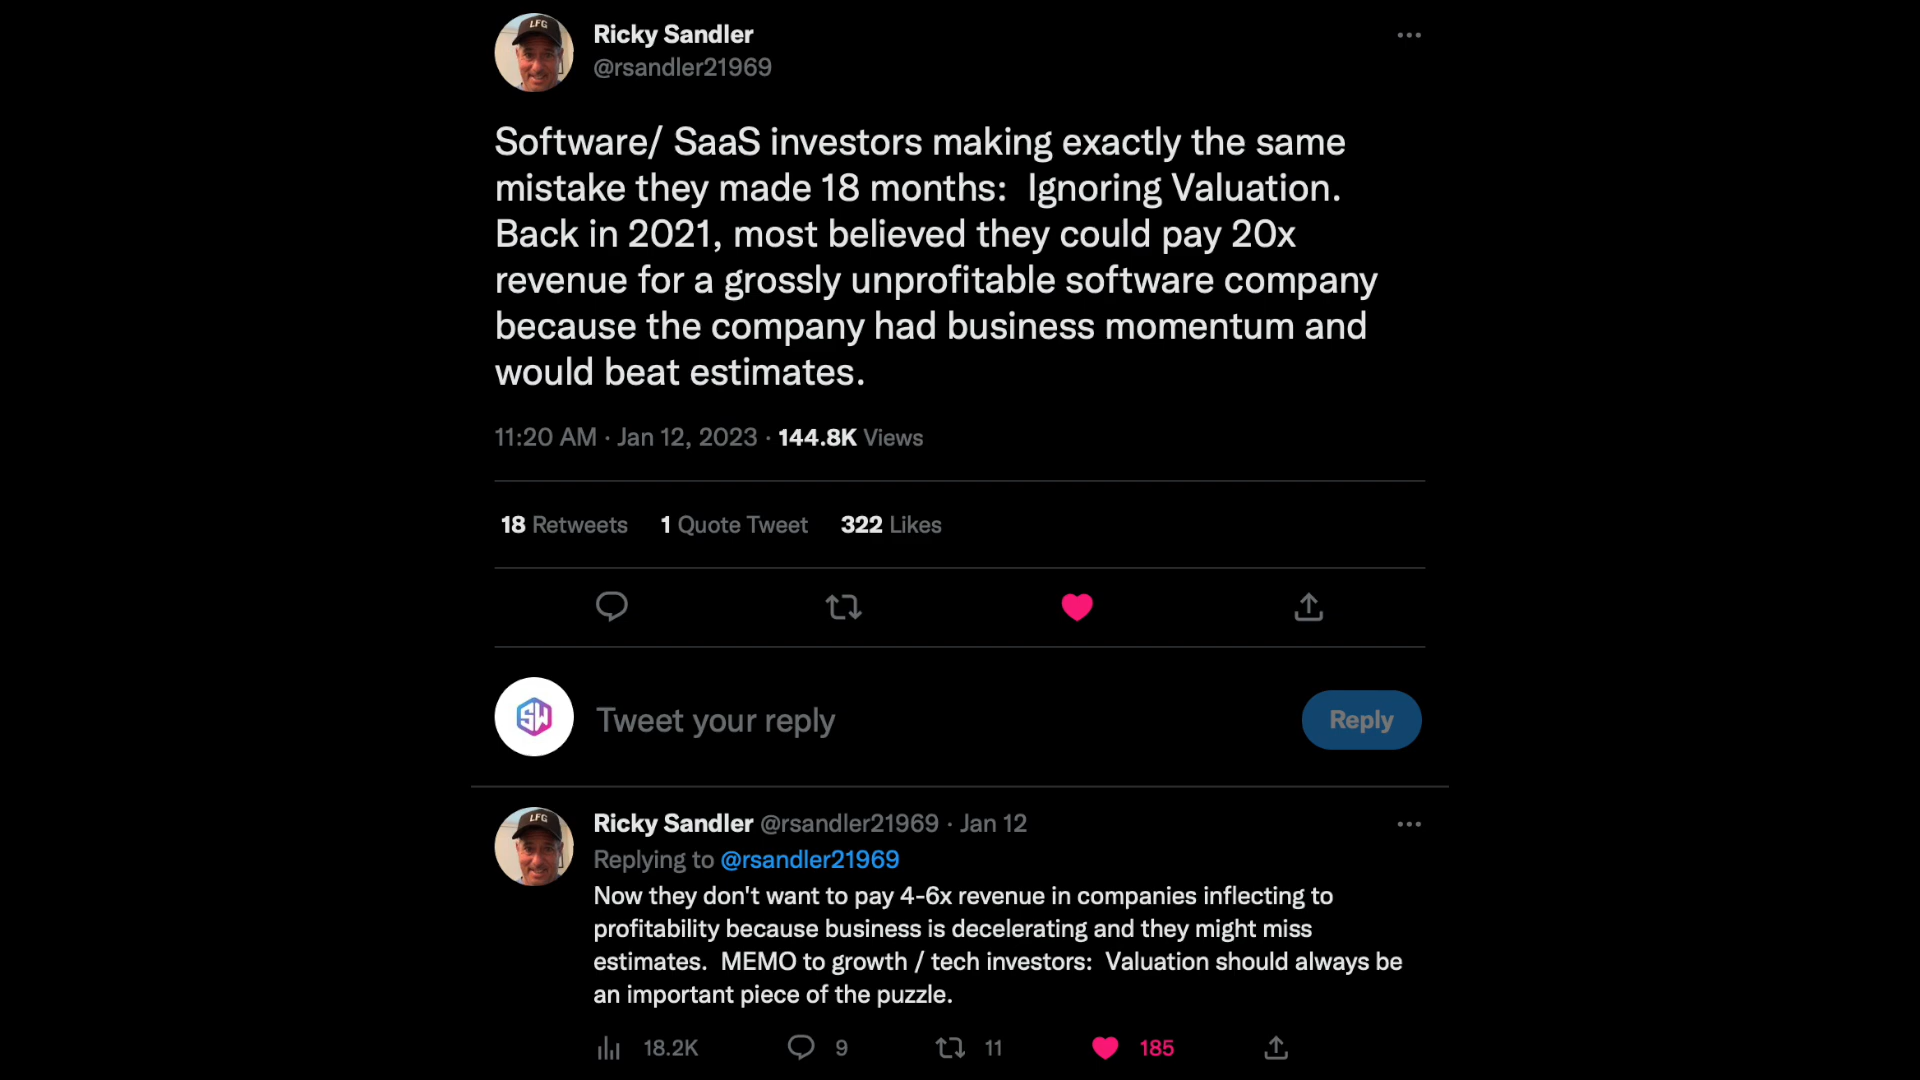 LFG
Ricky Sandler
@rsandler21969
Software/ SaaS investors making exactly the same
mistake they made 18 months:  Ignoring Valuation.
Back in 2021, most believed they could pay 20x
revenue for a grossly unprofitable software company
because the company had business momentum and
would beat estimates.
11:20 AM · Jan 12, 2023 · 144.8K Views
18 Retweets 1 Quote Tweet 322 Likes
SW
Tweet your reply
Reply
LFG
Ricky Sandler @rsandler21969 · Jan 12
Replying to @rsandler21969
Now they don't want to pay 4-6x revenue in companies inflecting to
profitability because business is decelerating and they might miss
estimates.  MEMO to growth / tech investors:  Valuation should always be
an important piece of the puzzle.
18.2K 9 11 185